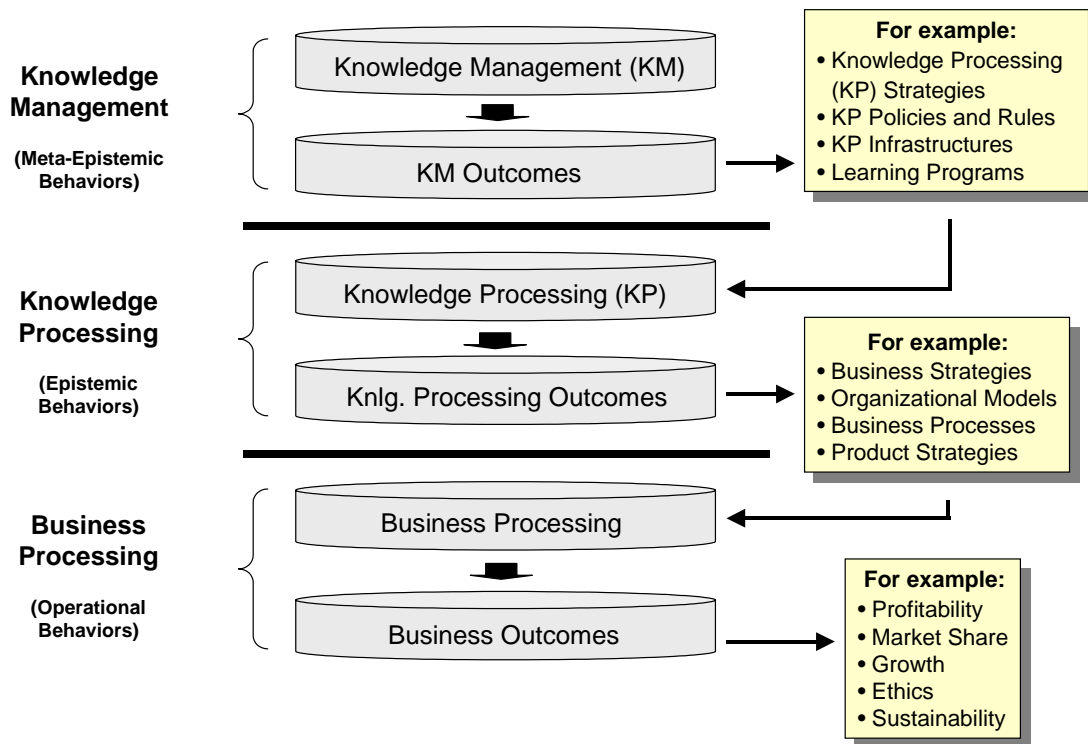 Knowledge
Management
(Meta-Epistemic
Behaviors)
Knowledge Management (KM)
KM Outcomes
For example:
• Knowledge Processing
(KP) Strategies
• KP Policies and Rules
• KP Infrastructures
• Learning Programs
Knowledge
Processing
(Epistemic
Behaviors)
Knowledge Processing (KP)
Knlg. Processing Outcomes
For example:
• Business Strategies
• Organizational Models
• Business Processes
• Product Strategies
Business
Processing
(Operational
Behaviors)
Business Processing
Business Outcomes
For example:
• Profitability
• Market Share
• Growth
• Ethics
• Sustainability